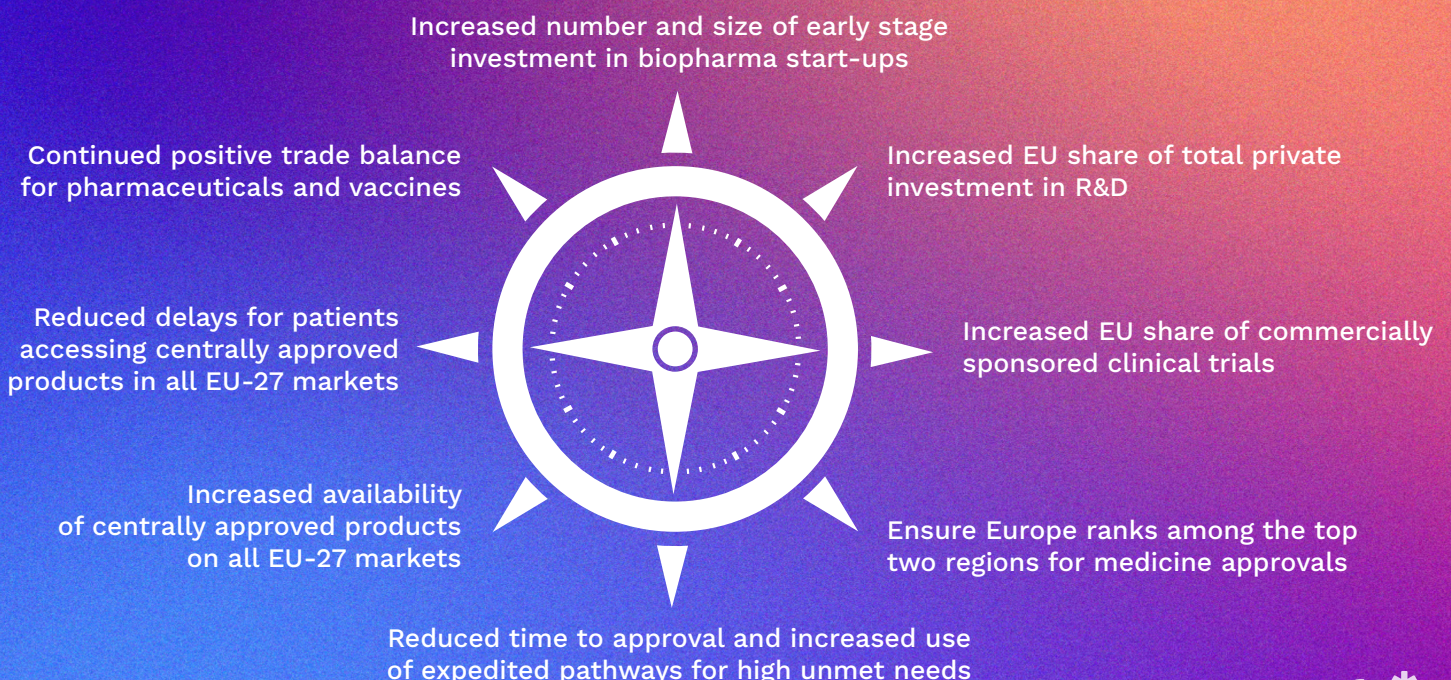 Increased number and size of early stage
investment in biopharma start-ups
Increased EU share of total private
investment in R&D
Increased EU share of commercially
sponsored clinical trials
Ensure Europe ranks among the top
two regions for medicine approvals
Reduced time to approval and increased use
of expedited pathways for high unmet needs
Increased availability
of centrally approved products
on all EU-27 markets
Reduced delays for patients
accessing centrally approved
products in all EU-27 markets
Continued positive trade balance
for pharmaceuticals and vaccines